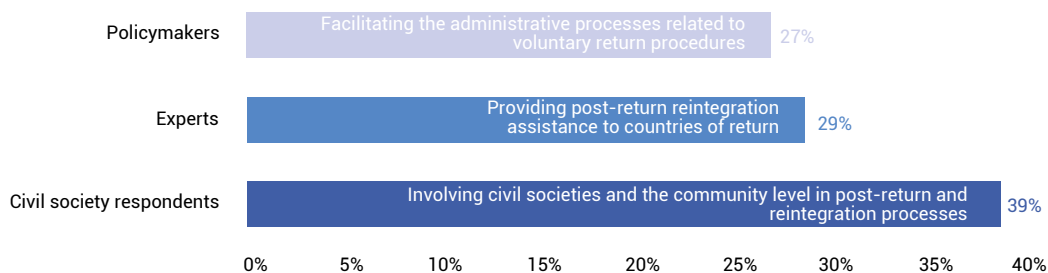 Policymakers
Facilitating the administrative processes related to
voluntary return procedures
27%
Experts
Providing post-return reintegration
assistance to countries of return
29%
Civil society respondents
Involving civil societies and the community level in post-return and
reintegration processes
39%
0% 5% 10% 15% 20% 25% 30% 35% 40%